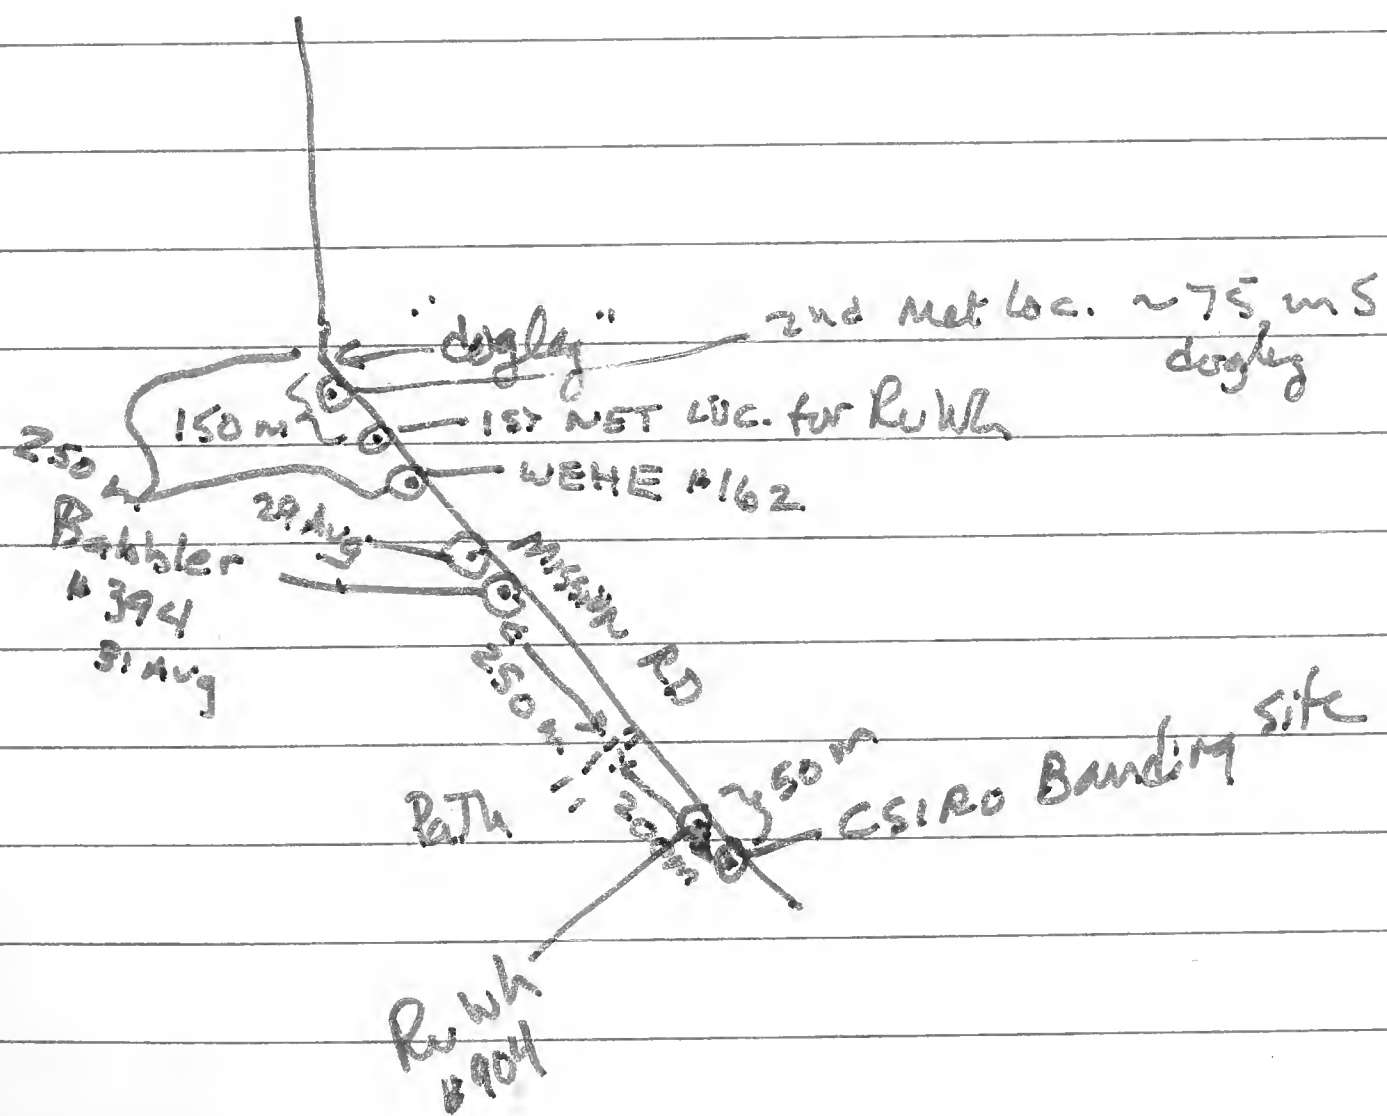 "dogleg"
2nd Net Loc. ~75 m S
dogleg
150 m
1st NET LOC. for RuWh
250
WEHE #162
29 Aug
Babbler
#394
31 Aug
Mission RD
250 m
50 m
CSIRO Banding site
Path
20 m
RuWh
#904